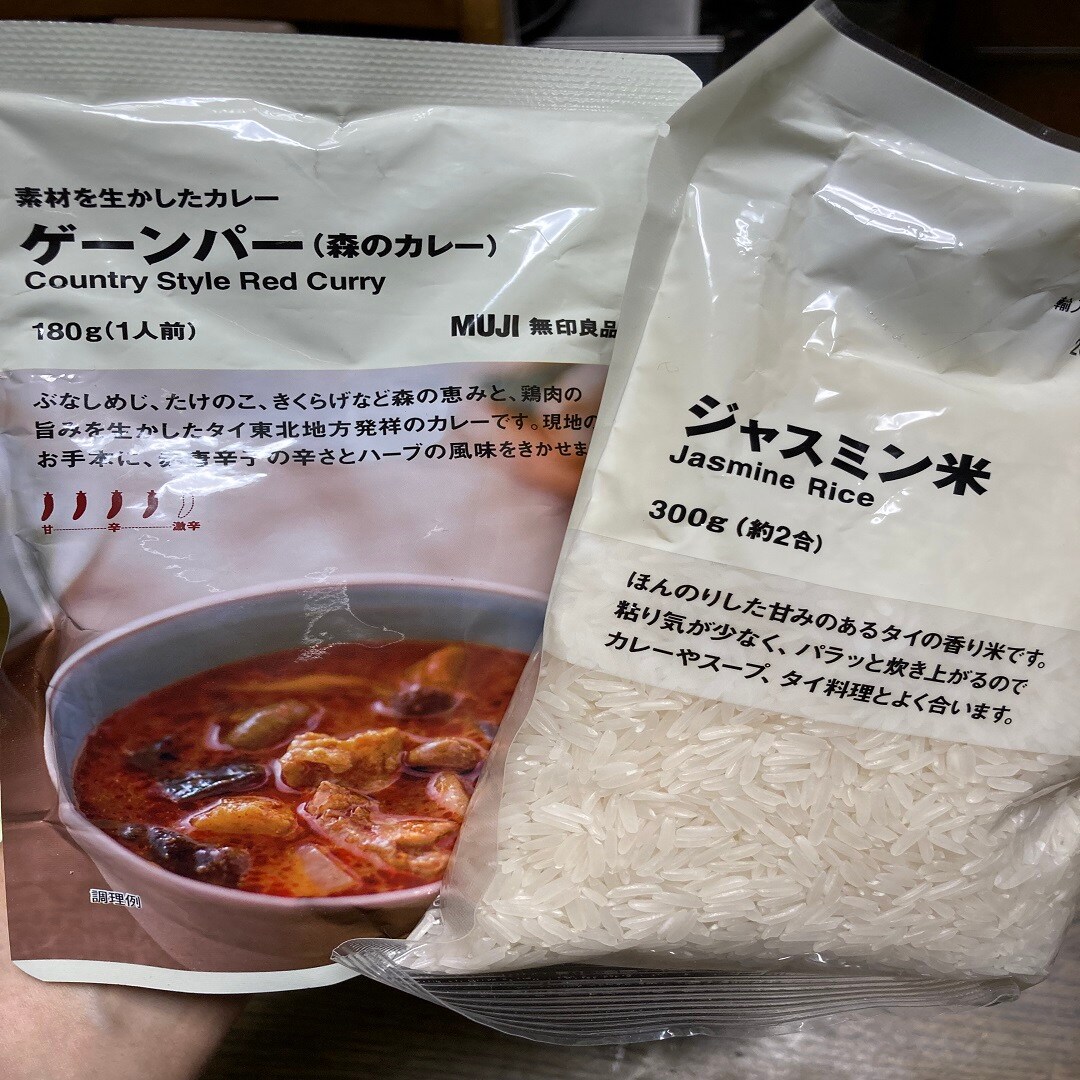 素材を生かしたカレー
ゲーンパー(森のカレー)
Country Style Red Curry
180g(1人前)
MUJI 無印良品
ぶなしめじ、たけのこ、きくらげなど森の恵みと、鶏肉の
旨みを生かしたタイ東北地方発祥のカレーです。現地の
お手本に、 唐辛子の辛さとハーブの風味をきかせま
甘 辛 激辛
調理例
輸入
ジャスミン米
Jasmine Rice
300g(約2合)
ほんのりした甘みのあるタイの香り米です。
粘り気が少なく、パラッと炊き上がるので
カレーやスープ、タイ料理とよく合います。